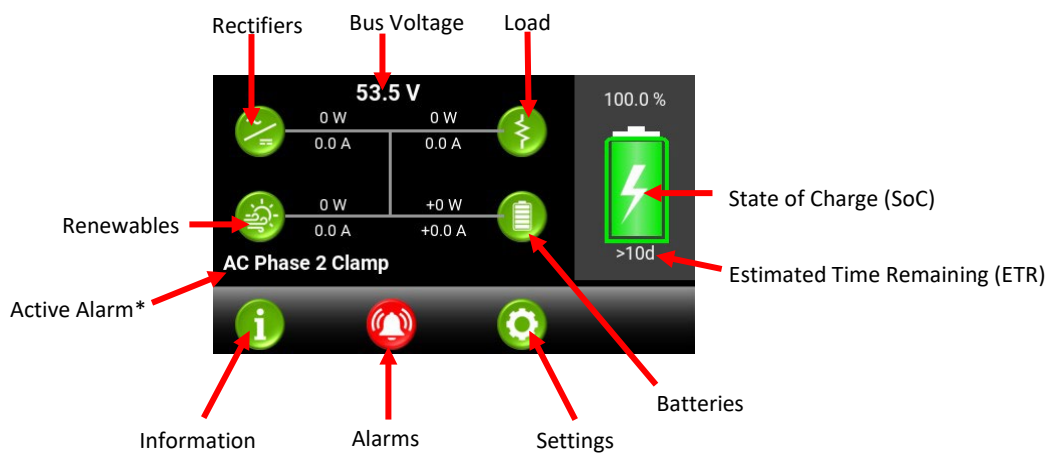 Rectifiers
Bus Voltage
Load
53.5 V
100.0 %
0 W
0 W
0.0 A
0.0 A
State of Charge (SoC)
Renewables
0 W
+0 W
0.0 A
+0.0 A
>10d
AC Phase 2 Clamp
Estimated Time Remaining (ETR)
Active Alarm*
Batteries
Information
Alarms
Settings